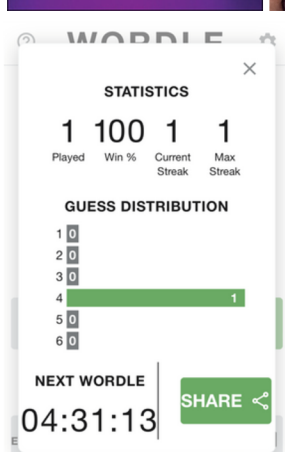 WORDLE
STATISTICS
1 100 1 1
Played Win % Current Streak Max Streak
GUESS DISTRIBUTION
1 0
2 0
3 0
4 1
5 0
6 0
NEXT WORDLE
04:31:13
SHARE
E